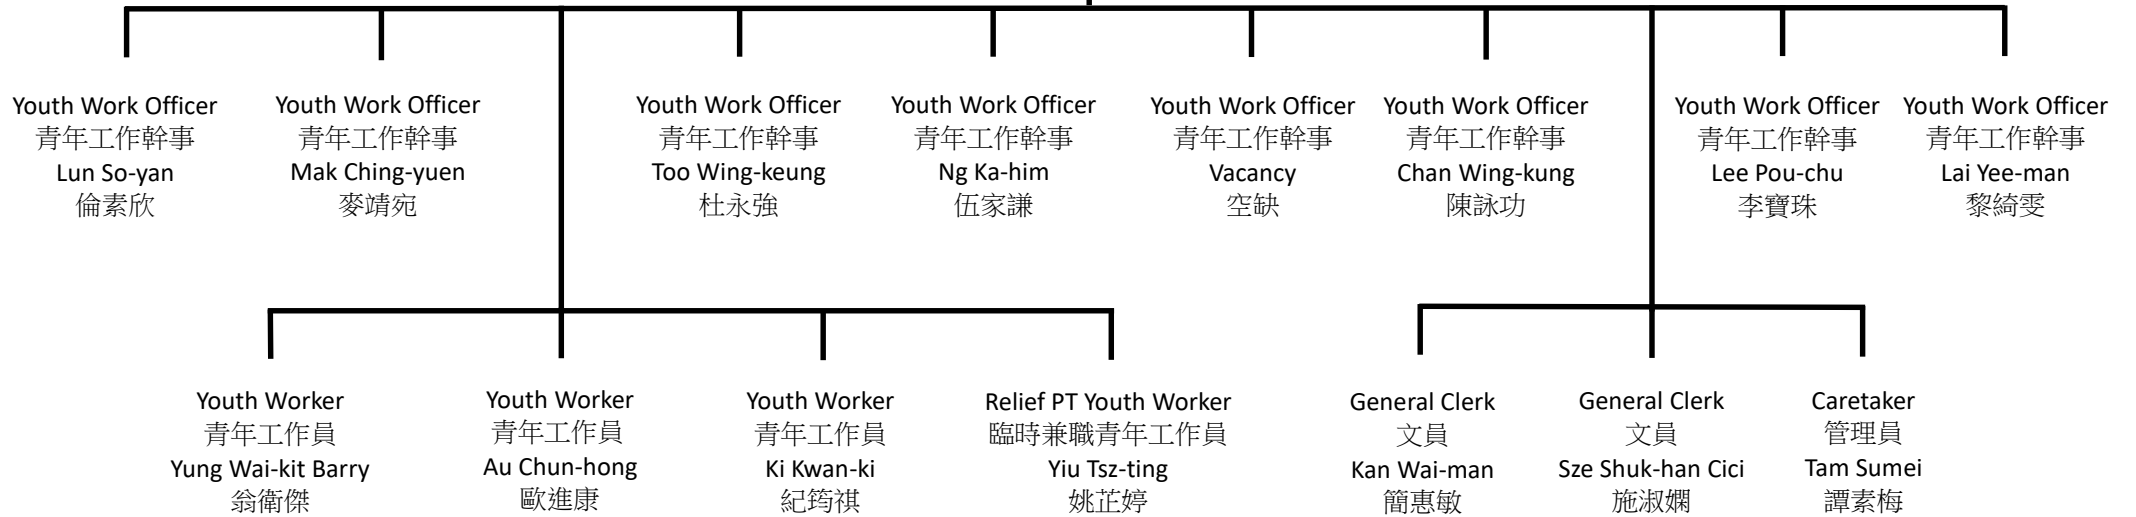 Youth Work Officer
青年工作幹事
Lun So-yan
倫素欣
Youth Work Officer
青年工作幹事
Mak Ching-yuen
麥靖宛
Youth Work Officer
青年工作幹事
Too Wing-keung
杜永強
Youth Work Officer
青年工作幹事
Ng Ka-him
伍家謙
Youth Work Officer
青年工作幹事
Vacancy
空缺
Youth Work Officer
青年工作幹事
Chan Wing-kung
陳詠功
Youth Work Officer
青年工作幹事
Lee Pou-chu
李寶珠
Youth Work Officer
青年工作幹事
Lai Yee-man
黎綺雯
Youth Worker
青年工作員
Yung Wai-kit Barry
翁衛傑
Youth Worker
青年工作員
Au Chun-hong
歐進康
Youth Worker
青年工作員
Ki Kwan-ki
紀筠祺
Relief PT Youth Worker
臨時兼職青年工作員
Yiu Tsz-ting
姚芷婷
General Clerk
文員
Kan Wai-man
簡惠敏
General Clerk
文員
Sze Shuk-han Cici
施淑嫻
Caretaker
管理員
Tam Sumei
譚素梅